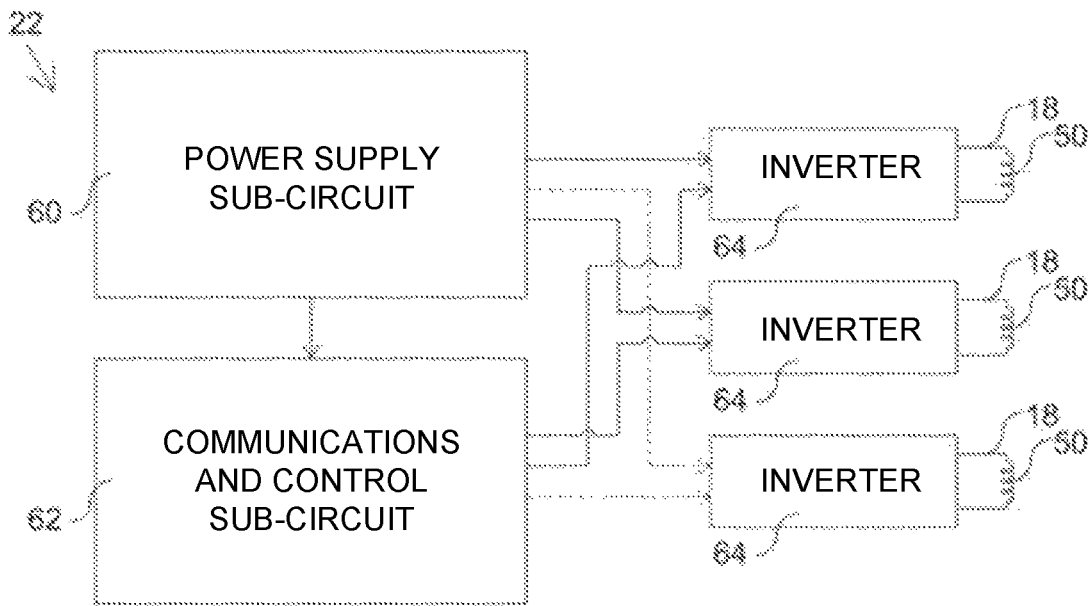 22
POWER SUPPLY
SUB-CIRCUIT
60
INVERTER
18
50
64
INVERTER
18
50
64
COMMUNICATIONS
AND CONTROL
SUB-CIRCUIT
62
INVERTER
18
50
64